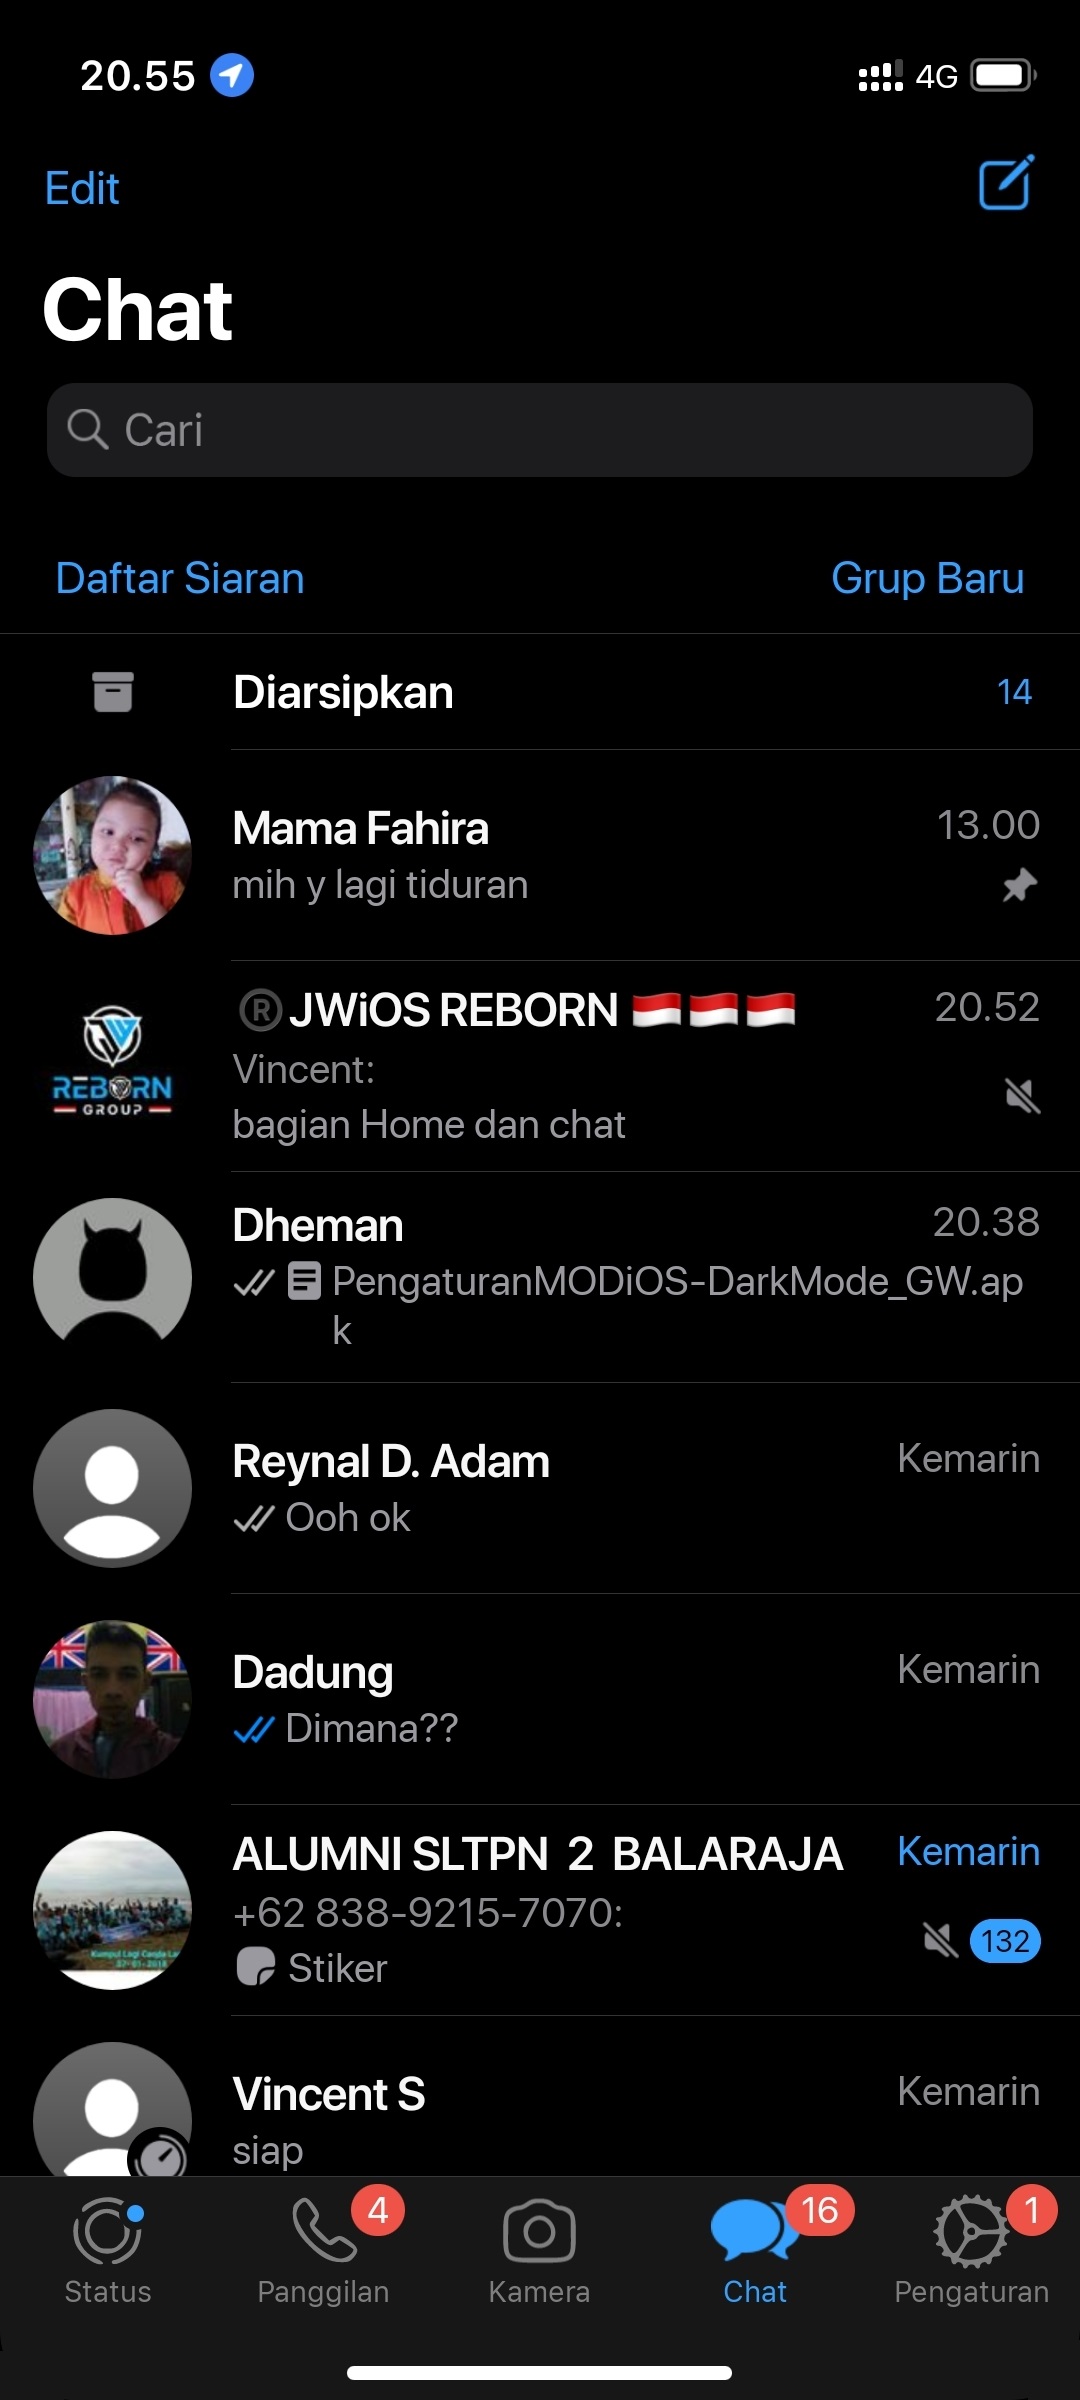 20.55
4G
Edit
Chat
Cari
Daftar Siaran
Grup Baru
Diarsipkan
14
Mama Fahira
13.00
mih y lagi tiduran
REBORN
GROUP
®JWiOS REBORN 🇮🇩🇮🇩🇮🇩
20.52
Vincent:
bagian Home dan chat
Dheman
20.38
PengaturanMODiOS-DarkMode_GW.ap
k
Reynal D. Adam
Kemarin
Ooh ok
Dadung
Kemarin
Dimana??
ALUMNI SLTPN 2 BALARAJA
Kemarin
+62 838-9215-7070:
132
Stiker
Vincent S
Kemarin
siap
4
16
1
Status
Panggilan
Kamera
Chat
Pengaturan